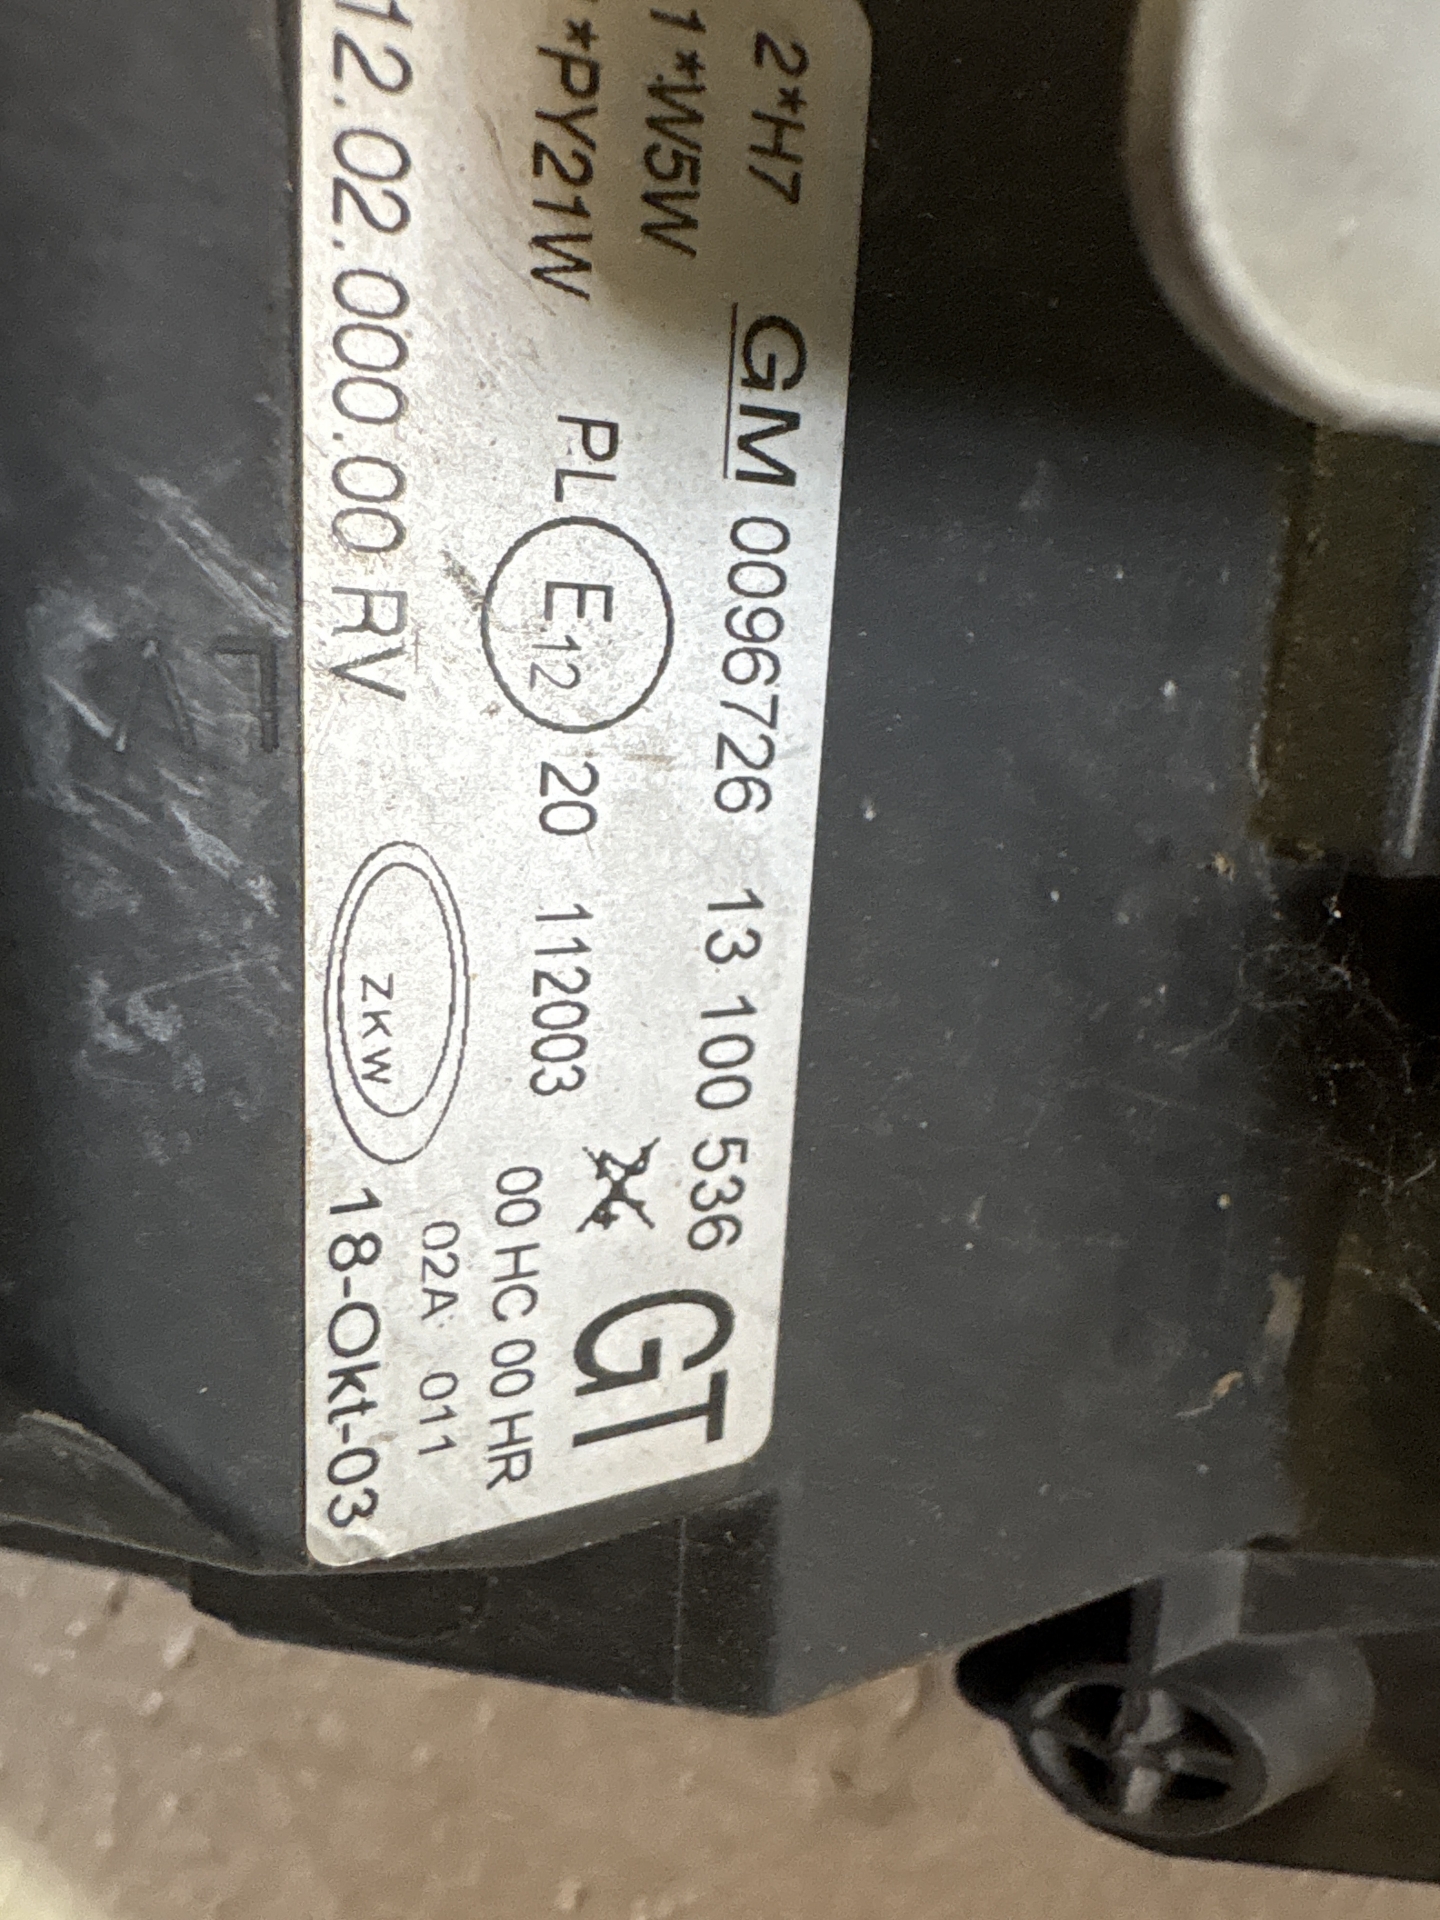 2*H7 GM 0096726 13 100 536
1*W5W GT
*PY21W PL E12 20 112003
00 HC 00 HR
02A 011
12.02.000.00 RV ZKW 18-Okt-03